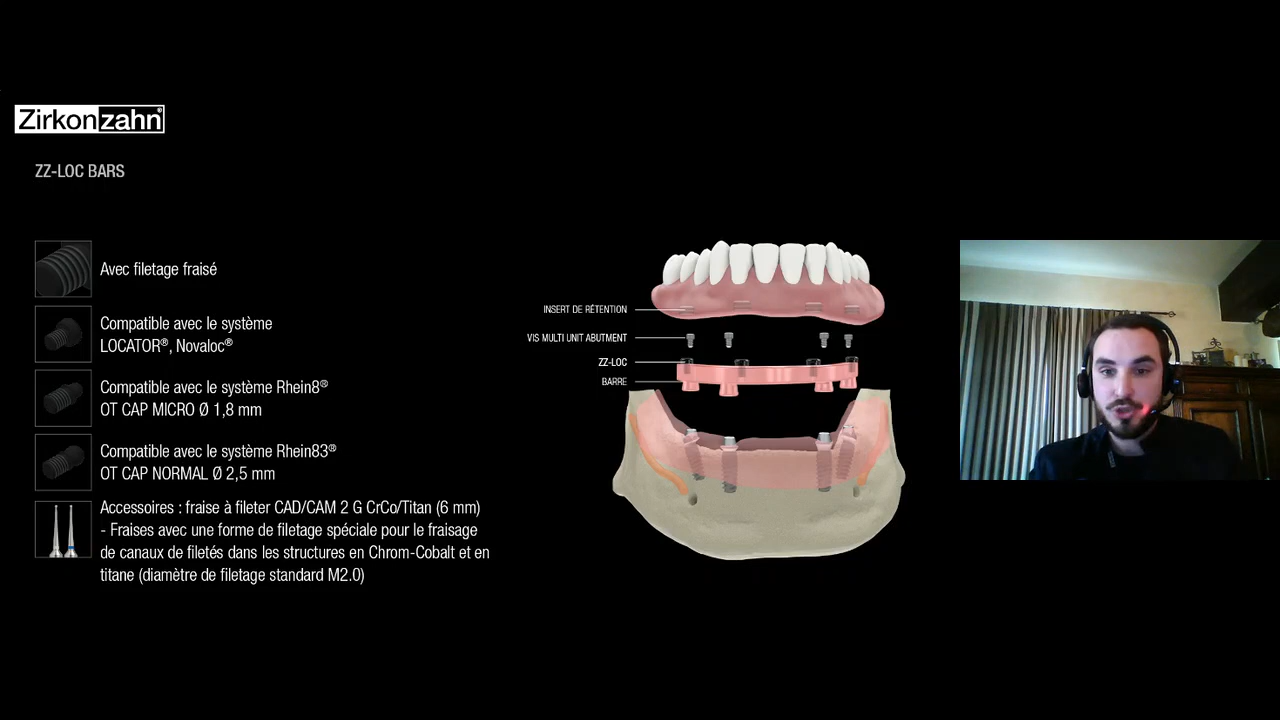 Zirkonzahn®
ZZ-LOC BARS
Avec filetage fraisé
Compatible avec le système
LOCATOR®, Novaloc®
Compatible avec le système Rhein8®
OT CAP MICRO Ø 1,8 mm
Compatible avec le système Rhein83®
OT CAP NORMAL Ø 2,5 mm
Accessoires : fraise à fileter CAD/CAM 2 G CrCo/Titan (6 mm)
- Fraises avec une forme de filetage spéciale pour le fraisage
de canaux de filetés dans les structures en Chrom-Cobalt et en
titane (diamètre de filetage standard M2.0)
INSERT DE RÉTENTION
VIS MULTI UNIT ABUTMENT
ZZ-LOC
BARRE